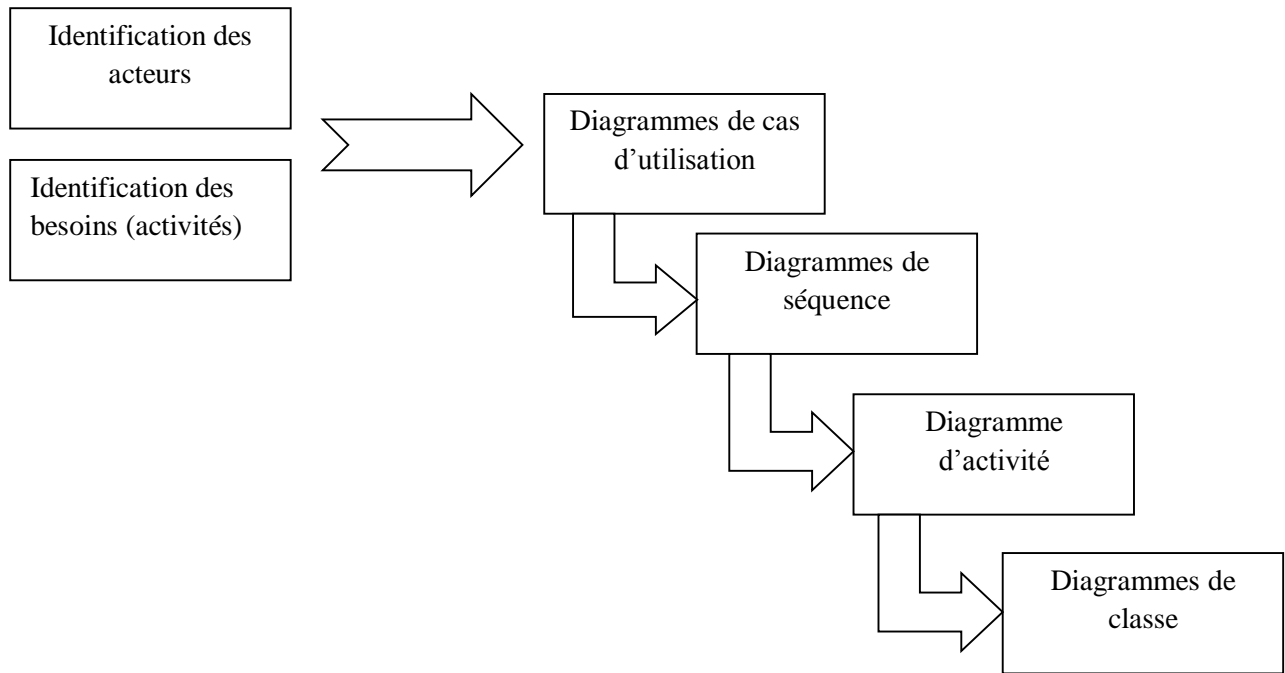 Identification des
acteurs
Identification des
besoins (activités)
Diagrammes de cas
d’utilisation
Diagrammes de
séquence
Diagramme
d’activité
Diagrammes de
classe